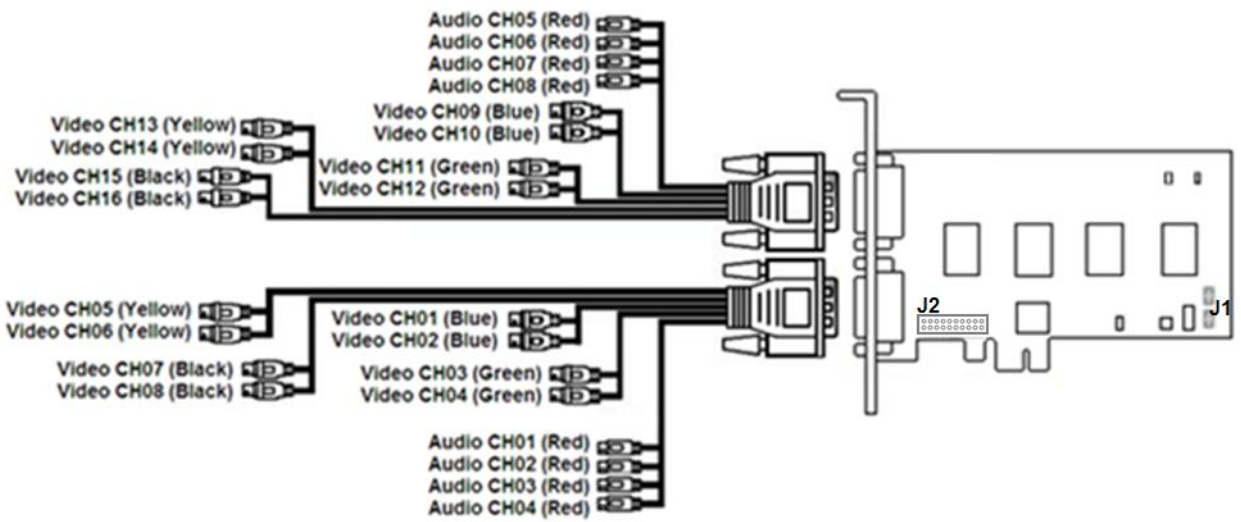 Audio CH05 (Red)
Audio CH06 (Red)
Audio CH07 (Red)
Audio CH08 (Red)
Video CH09 (Blue)
Video CH10 (Blue)
Video CH13 (Yellow)
Video CH14 (Yellow)
Video CH11 (Green)
Video CH12 (Green)
Video CH15 (Black)
Video CH16 (Black)
J2
J1
Video CH05 (Yellow)
Video CH06 (Yellow)
Video CH01 (Blue)
Video CH02 (Blue)
Video CH07 (Black)
Video CH08 (Black)
Video CH03 (Green)
Video CH04 (Green)
Audio CH01 (Red)
Audio CH02 (Red)
Audio CH03 (Red)
Audio CH04 (Red)